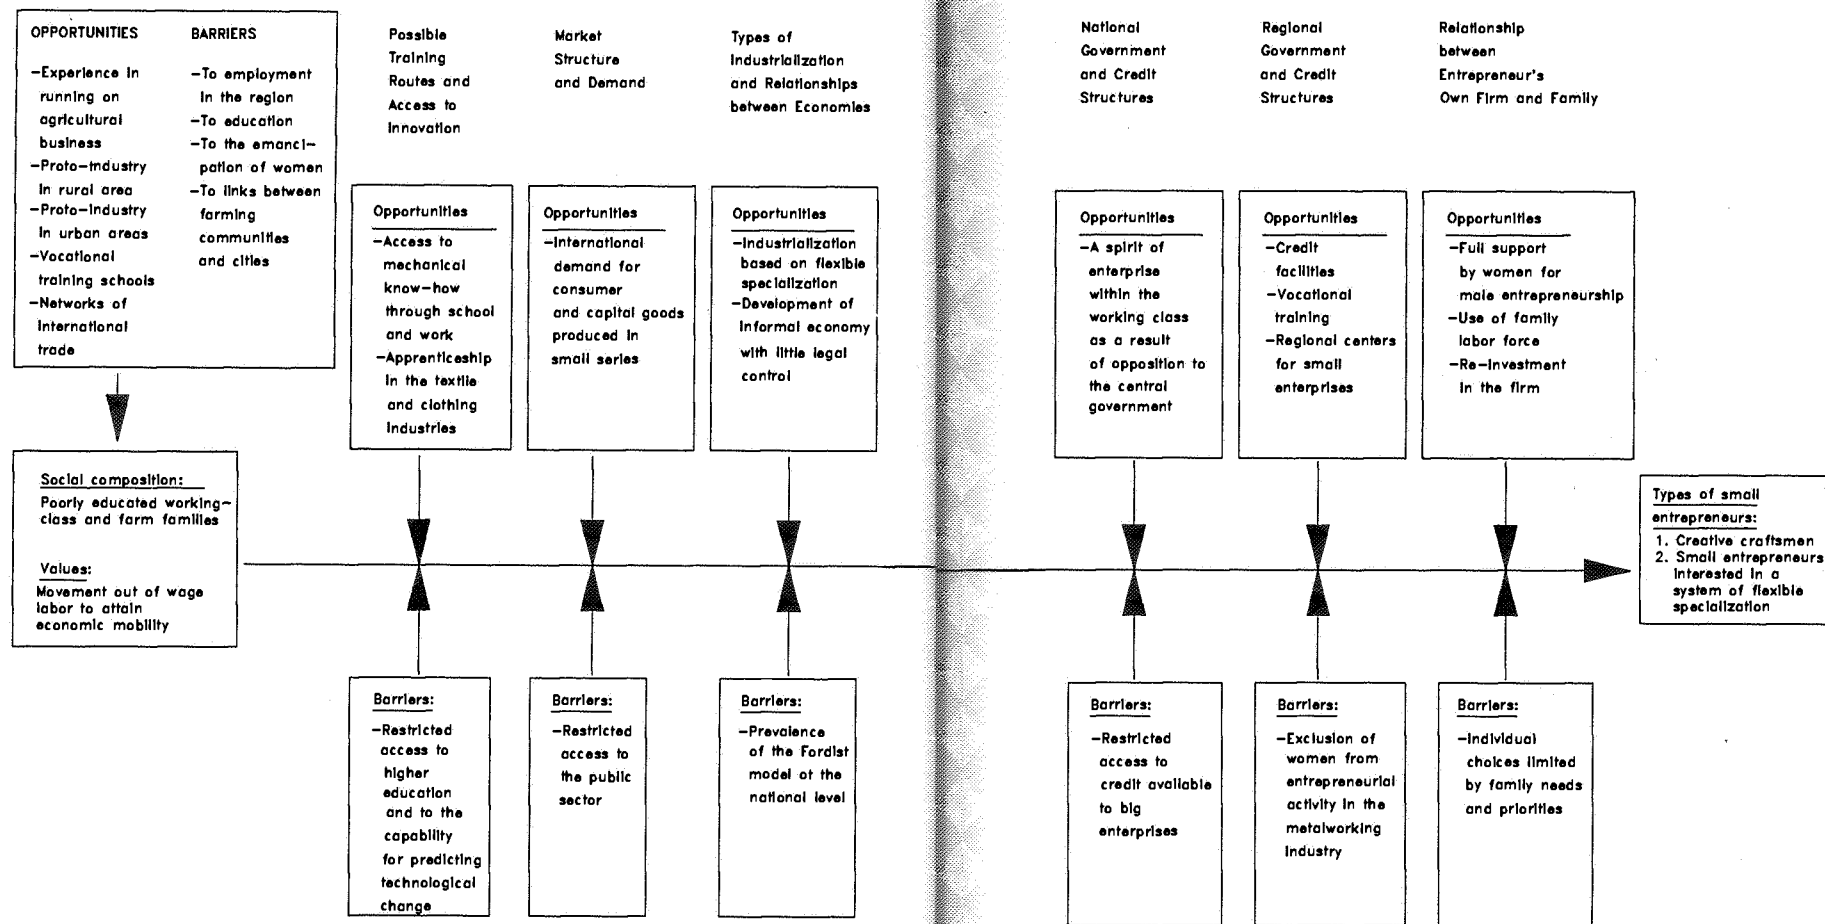 OPPORTUNITIES
-Experience in
running on
agricultural
business
-Proto-industry
in rural area
-Proto-industry
in urban areas
-Vocational
training schools
-Networks of
international
trade
BARRIERS
-To employment
in the region
-To education
-To the emanci-
pation of women
-To links between
farming
communities
and cities
Social composition:
Poorly educated working-
class and farm families
Values:
Movement out of wage
labor to attain
economic mobility
Possible
Training
Routes and
Access to
Innovation
Opportunities
-Access to
mechanical
know-how
through school
and work
-Apprenticeship
in the textile
and clothing
industries
Barriers:
-Restricted
access to
higher
education
and to the
capability
for predicting
technological
change
Market
Structure
and Demand
Opportunities
-International
demand for
consumer
and capital goods
produced in
small series
Barriers:
-Restricted
access to
the public
sector
Types of
Industrialization
and Relationships
between Economies
Opportunities
-Industrialization
based on flexible
specialization
-Development of
informal economy
with little legal
control
Barriers:
-Prevalence
of the Fordist
model at the
national level
National
Government
and Credit
Structures
Opportunities
-A spirit of
enterprise
within the
working class
as a result
of opposition to
the central
government
Barriers:
-Restricted
access to
credit available
to big
enterprises
Regional
Government
and Credit
Structures
Opportunities
-Credit
facilities
-Vocational
training
-Regional centers
for small
enterprises
Barriers:
-Exclusion of
women from
entrepreneurial
activity in the
metalworking
industry
Relationship
between
Entrepreneur's
Own Firm and Family
Opportunities
-Full support
by women for
male entrepreneurship
-Use of family
labor force
-Re-investment
in the firm
Barriers:
-Individual
choices limited
by family needs
and priorities
Types of small
entrepreneurs:
1. Creative craftsmen
2. Small entrepreneurs
interested in a
system of flexible
specialization